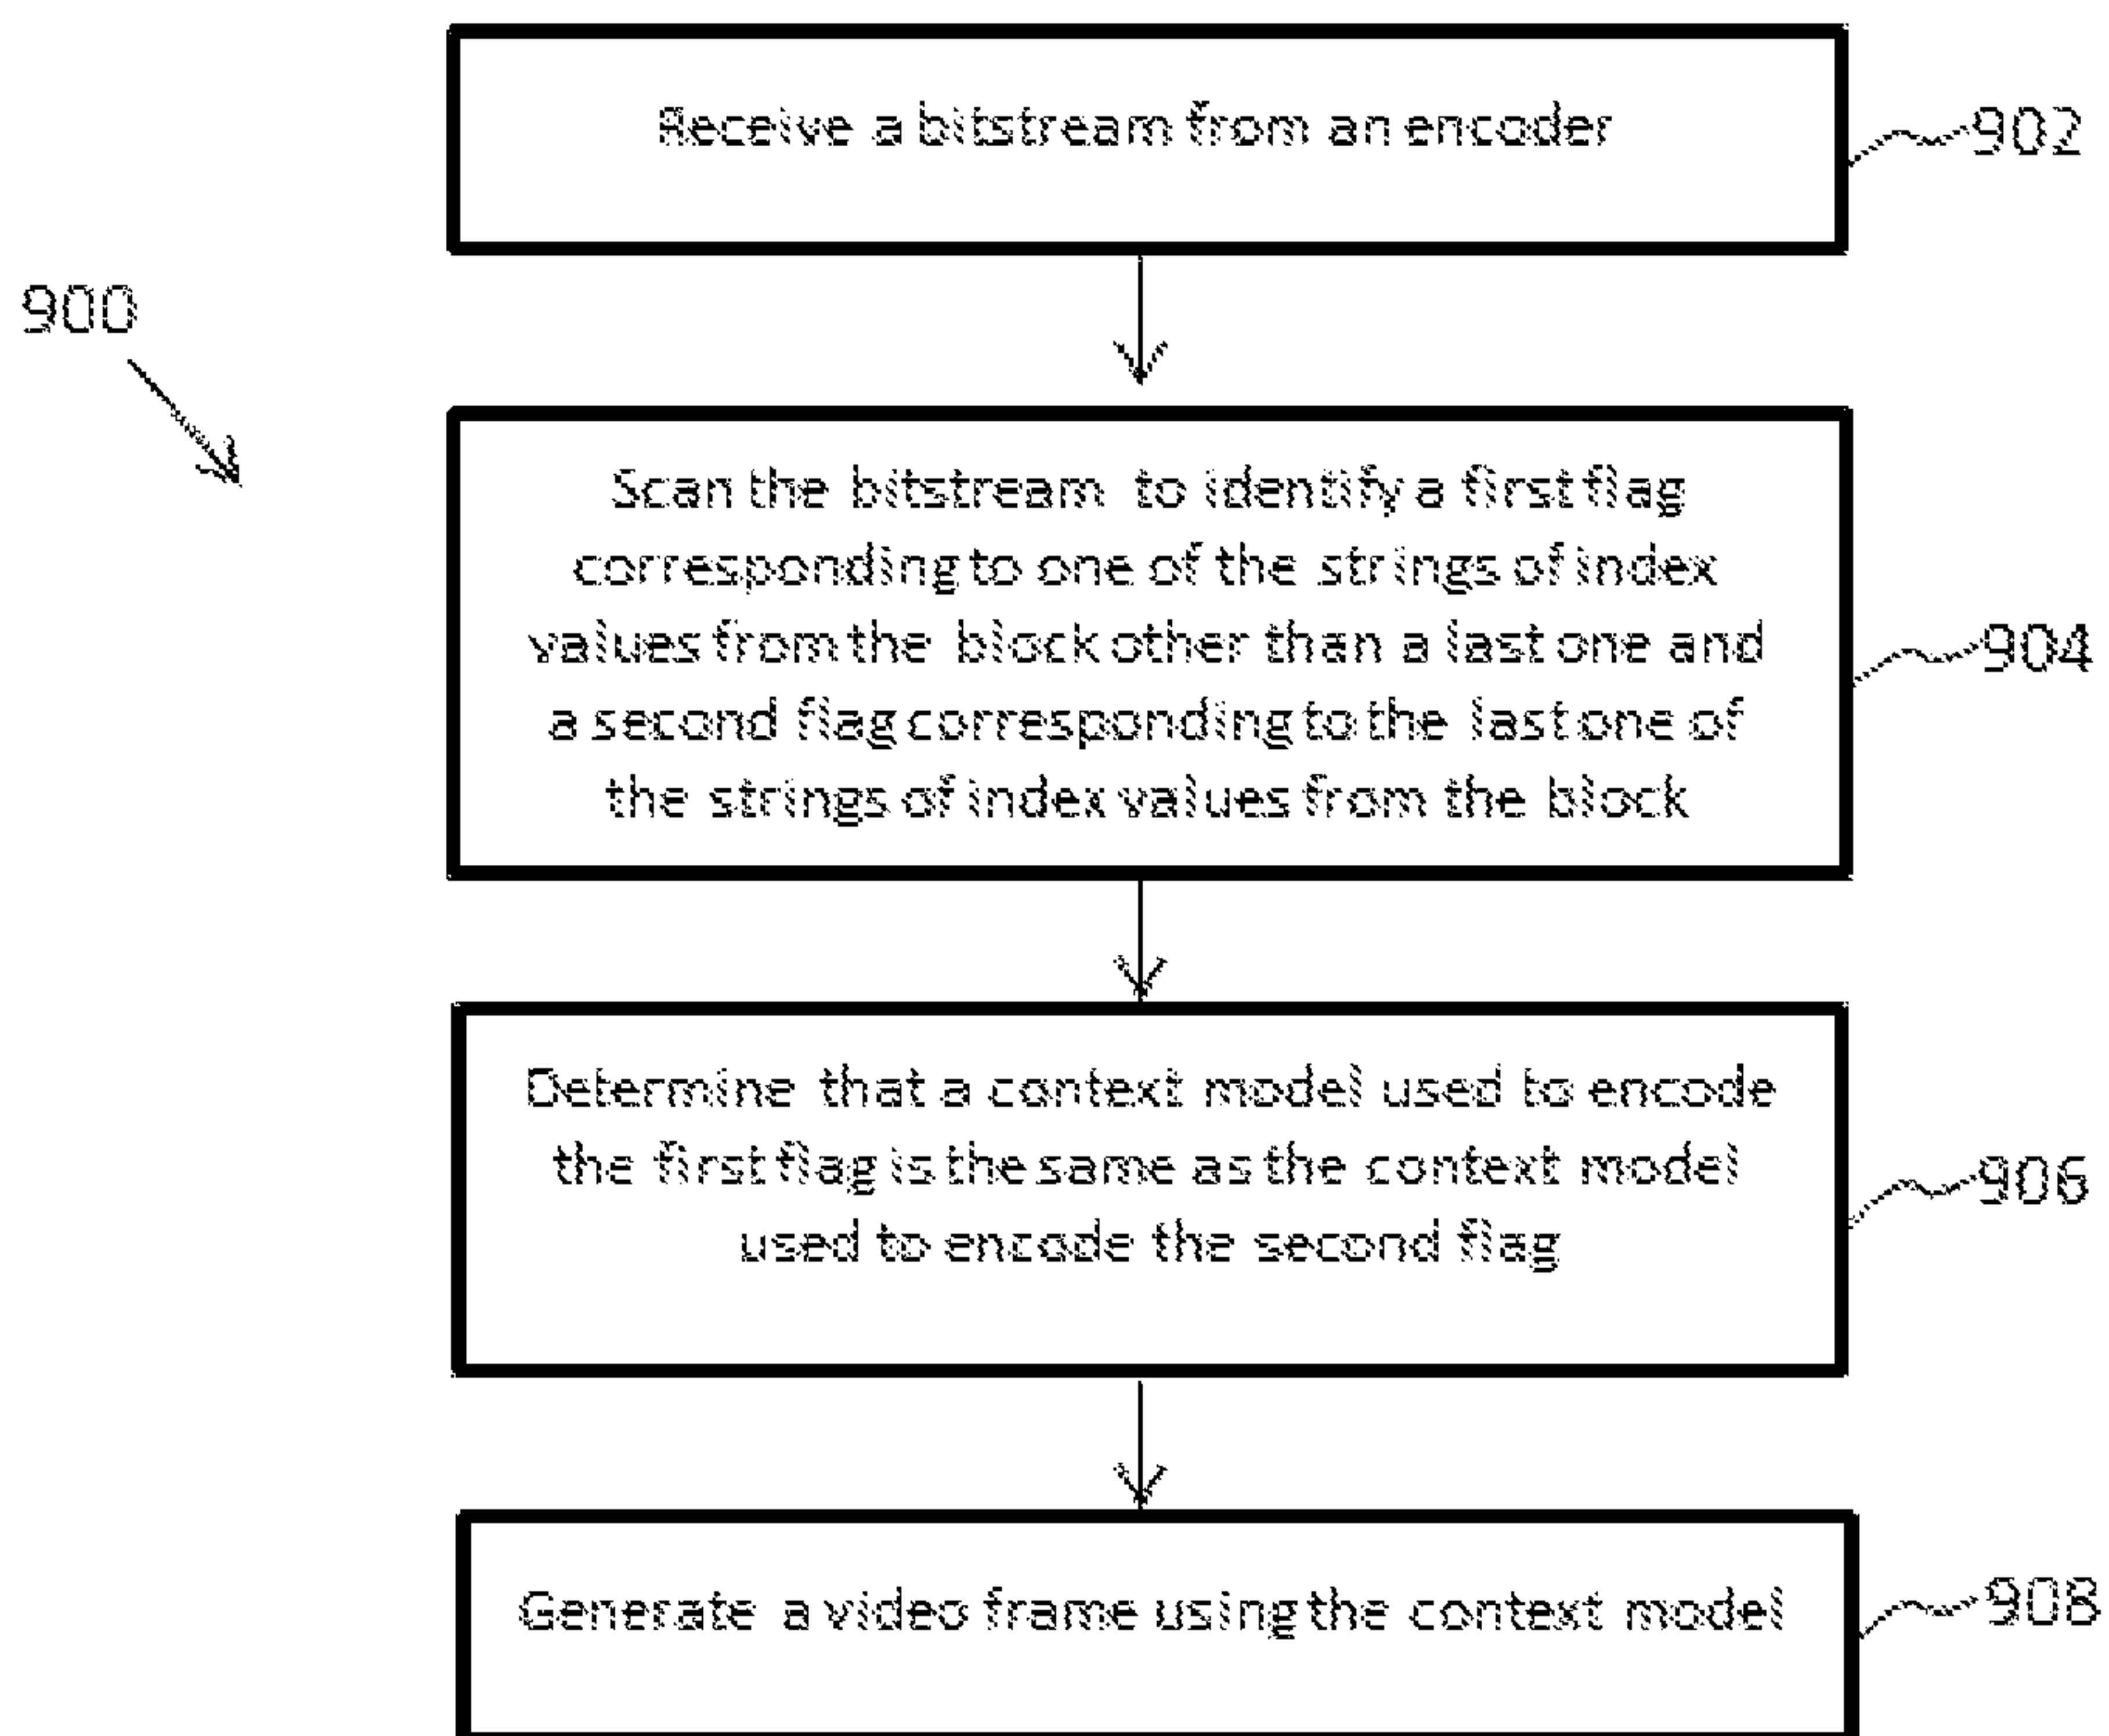 Receive a bitstream from an encoder
902
900
Scan the bitstream to identify a first flag
corresponding to one of the strings of index
values from the block other than a last one and
904
a second flag corresponding to the last one of
the strings of index values from the block
Determine that a context model used to encode
the first flag is the same as the context model
906
used to encode the second flag
Generate a video frame using the context model
908